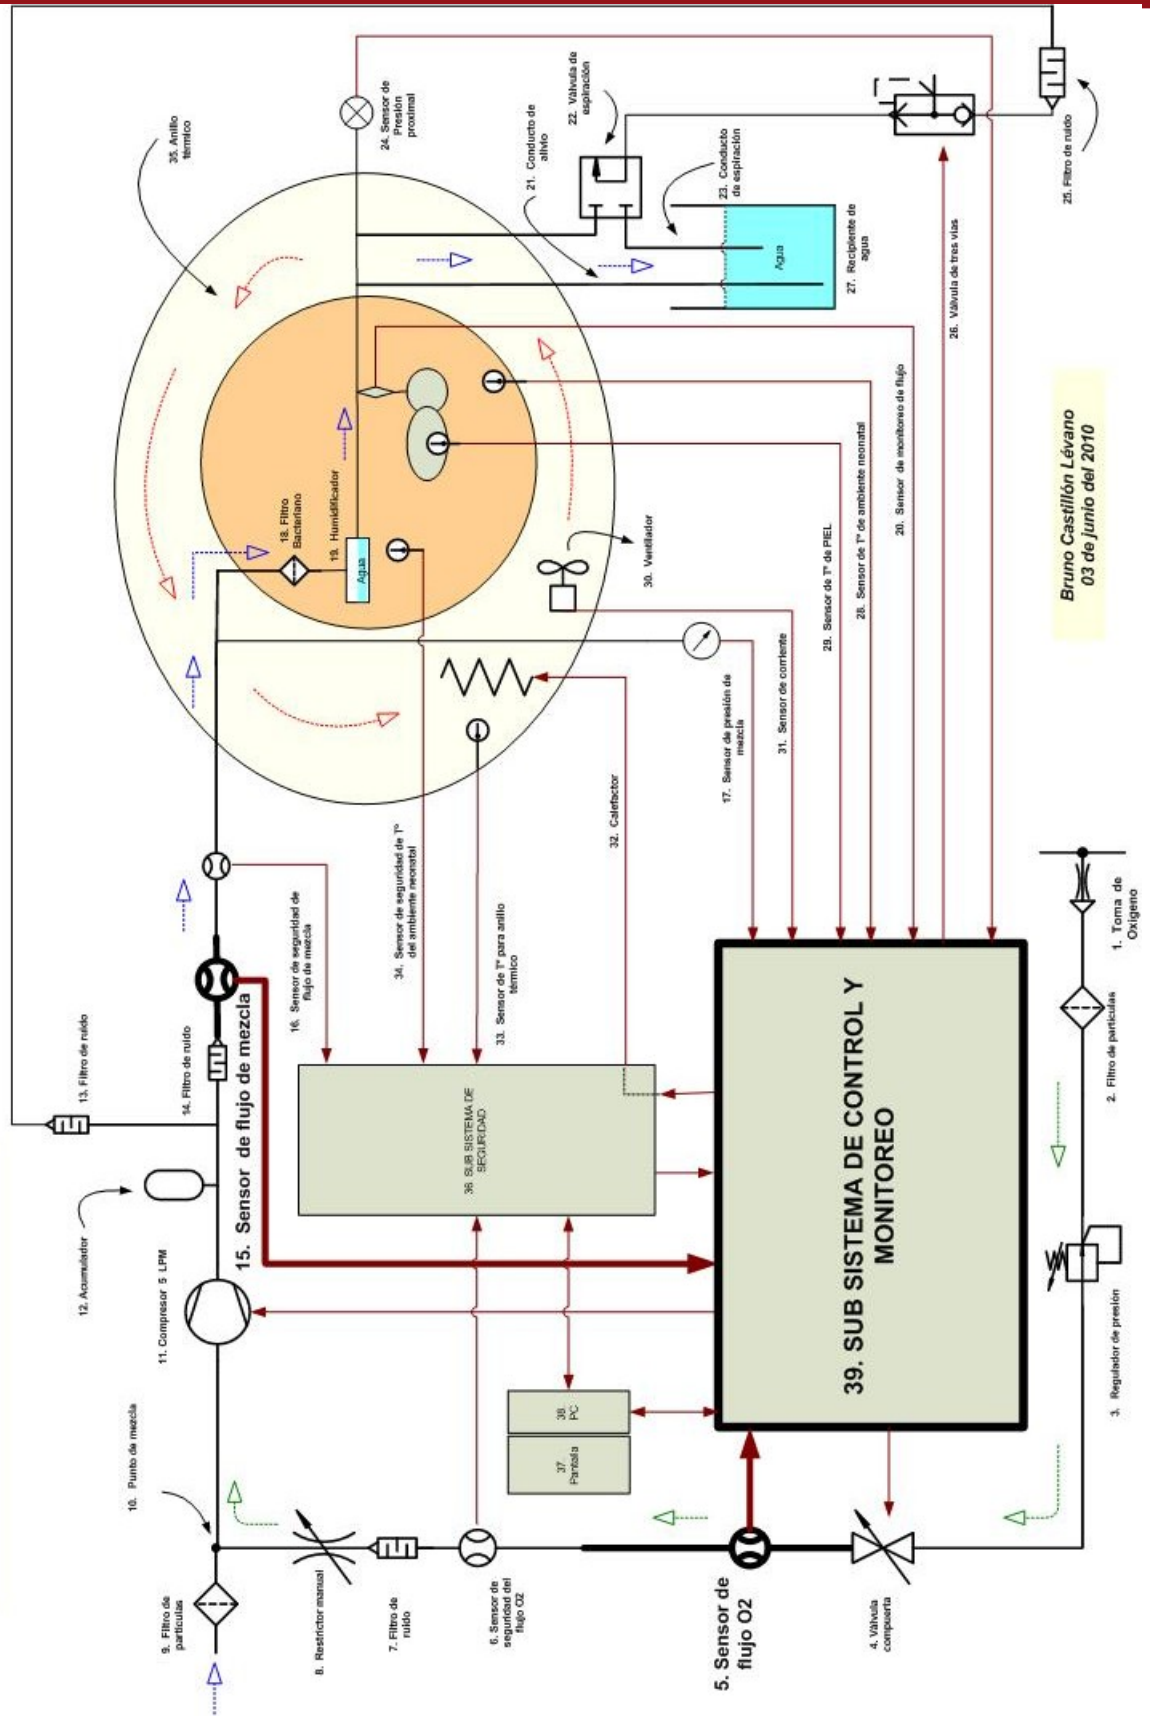 1. Toma de
Oxígeno
2. Filtro de partículas
3. Regulador de presión
4. Válvula
compuerta
5. Sensor de
flujo O2
6. Sensor de
seguridad del
flujo O2
7. Filtro de
ruido
8. Restrictor manual
9. Filtro de
partículas
10. Punto de mezcla
11. Compresor 5 LPM
12. Acumulador
13. Filtro de ruido
14. Filtro de ruido
15. Sensor de flujo de mezcla
16. Sensor de seguridad de
flujo de mezcla
17. Sensor de presión de
mezcla
18. Filtro
Bacteriano
19. Humidificador
Agua
20. Sensor de monitoreo de flujo
21. Conducto de
alivio
22. Válvula de
espiración
23. Conducto
de espiración
24. Sensor de
Presión
proximal
25. Filtro de ruido
26. Válvula de tres vías
27. Recipiente de
agua
Agua
28. Sensor de Tº de ambiente neonatal
29. Sensor de Tº de PIEL
30. Ventilador
31. Sensor de corriente
32. Calefactor
33. Sensor de Tº para anillo
térmico
34. Sensor de seguridad de Tº
del ambiente neonatal
35. Anillo
térmico
36. SUB SISTEMA DE
SEGURIDAD
37.
Pantalla
38.
PC
39. SUB SISTEMA DE CONTROL Y
MONITOREO
Bruno Castillón Lévano
03 de junio del 2010